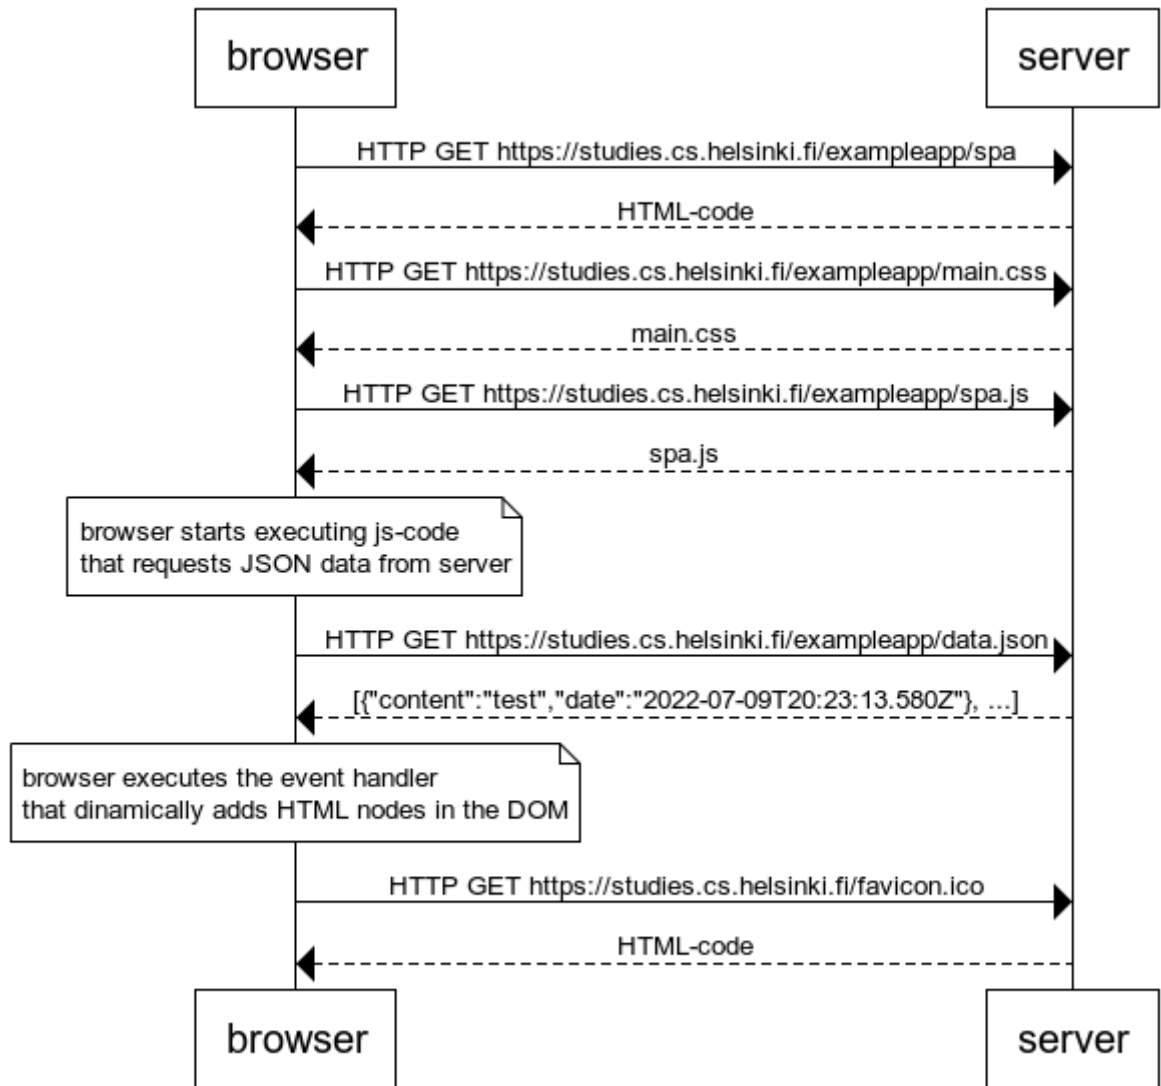 browser
server
HTTP GET https://studies.cs.helsinki.fi/exampleapp/spa
HTML-code
HTTP GET https://studies.cs.helsinki.fi/exampleapp/main.css
main.css
HTTP GET https://studies.cs.helsinki.fi/exampleapp/spa.js
spa.js
browser starts executing js-code
that requests JSON data from server
HTTP GET https://studies.cs.helsinki.fi/exampleapp/data.json
[{"content":"test","date":"2022-07-09T20:23:13.580Z"}, ...]
browser executes the event handler
that dinamically adds HTML nodes in the DOM
HTTP GET https://studies.cs.helsinki.fi/favicon.ico
HTML-code
browser
server